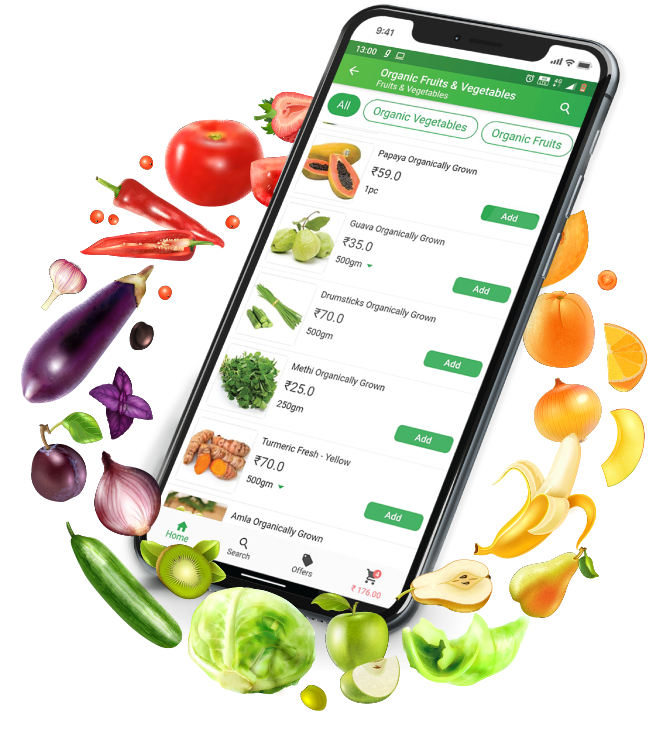 9:41
13:00 g
4G
Organic Fruits & Vegetables
Fruits & Vegetables
All
Organic Vegetables
Organic Fruits
Papaya Organically Grown
₹59.0
1pc
Add
Guava Organically Grown
₹35.0
500gm
Add
Drumsticks Organically Grown
₹70.0
500gm
Add
Methi Organically Grown
₹25.0
250gm
Add
Turmeric Fresh - Yellow
₹70.0
500gm
Add
Amla Organically Grown
Home
Search
Offers
₹ 176.00